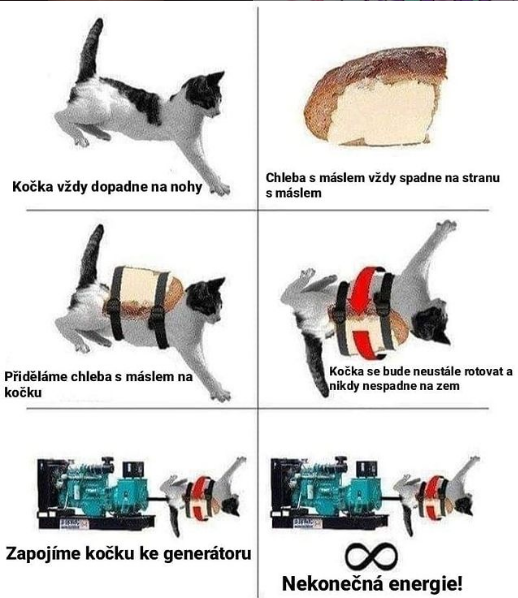 Kočka vždy dopadne na nohy
Chleba s máslem vždy spadne na stranu
s máslem
Přiděláme chleba s máslem na
kočku
Kočka se bude neustále rotovat a
nikdy nespadne na zem
Zapojíme kočku ke generátoru
∞
Nekonečná energie!